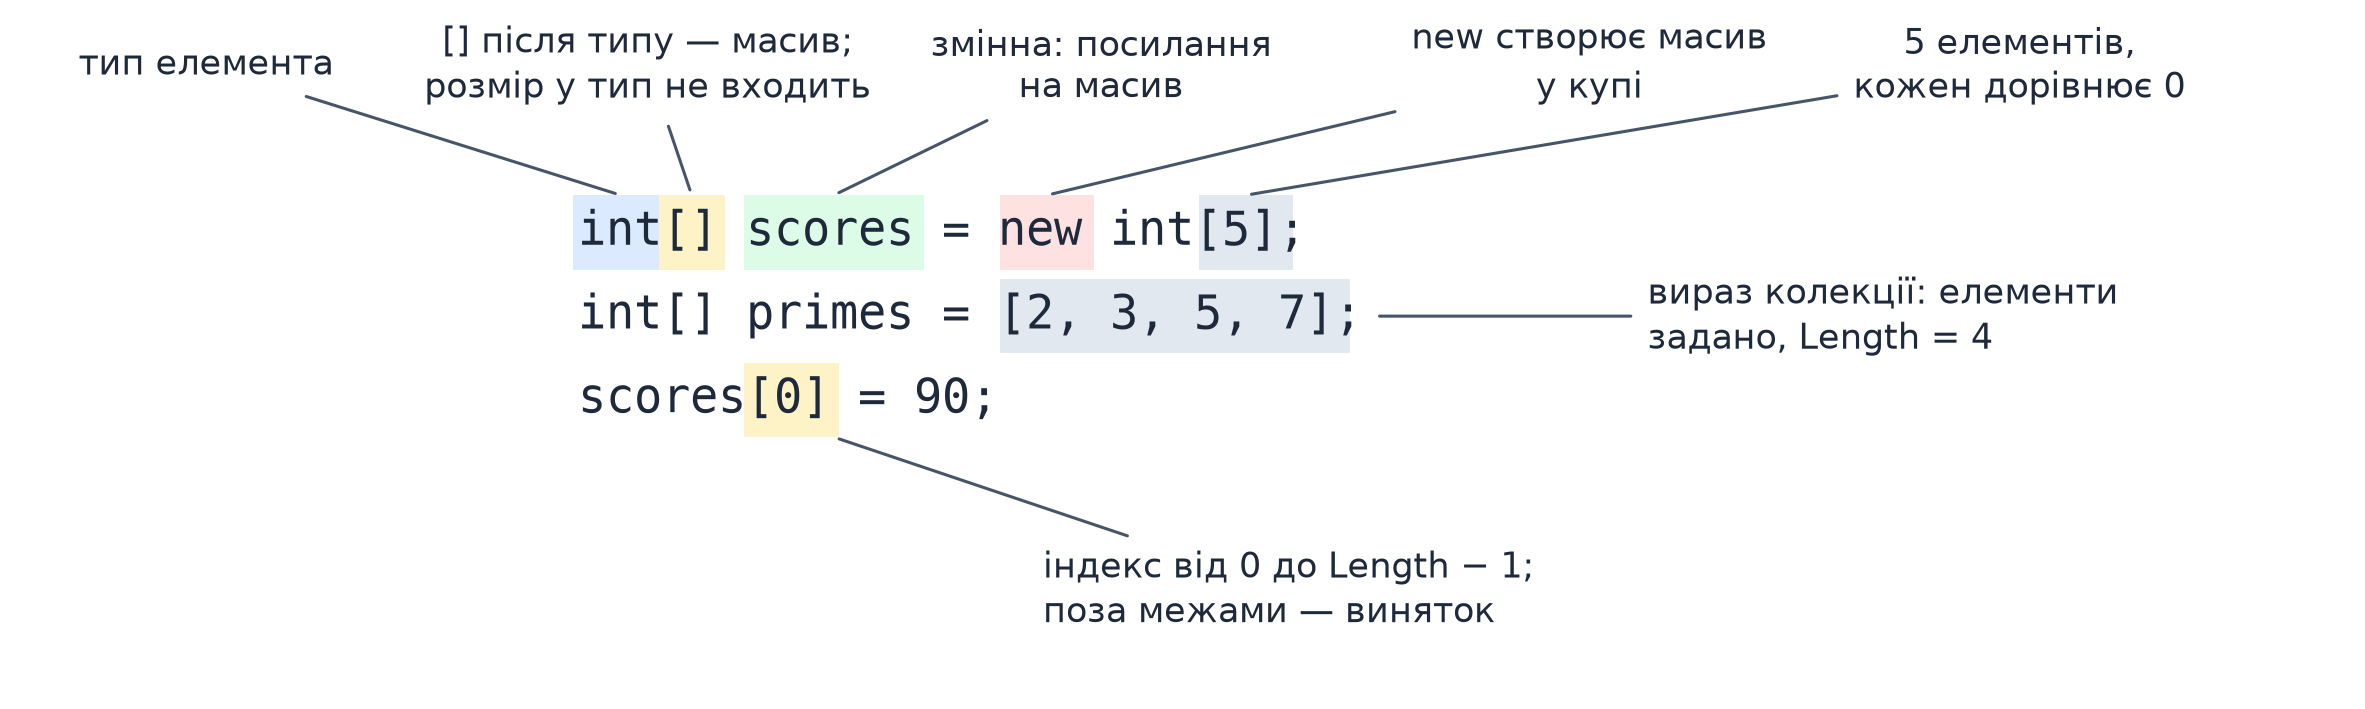 тип елемента
[] після типу — масив;
розмір у тип не входить
змінна: посилання
на масив
new створює масив
у купі
5 елементів,
кожен дорівнює 0
int[] scores = new int[5];
int[] primes = [2, 3, 5, 7];
вираз колекції: елементи
задано, Length = 4
scores[0] = 90;
індекс від 0 до Length − 1;
поза межами — виняток